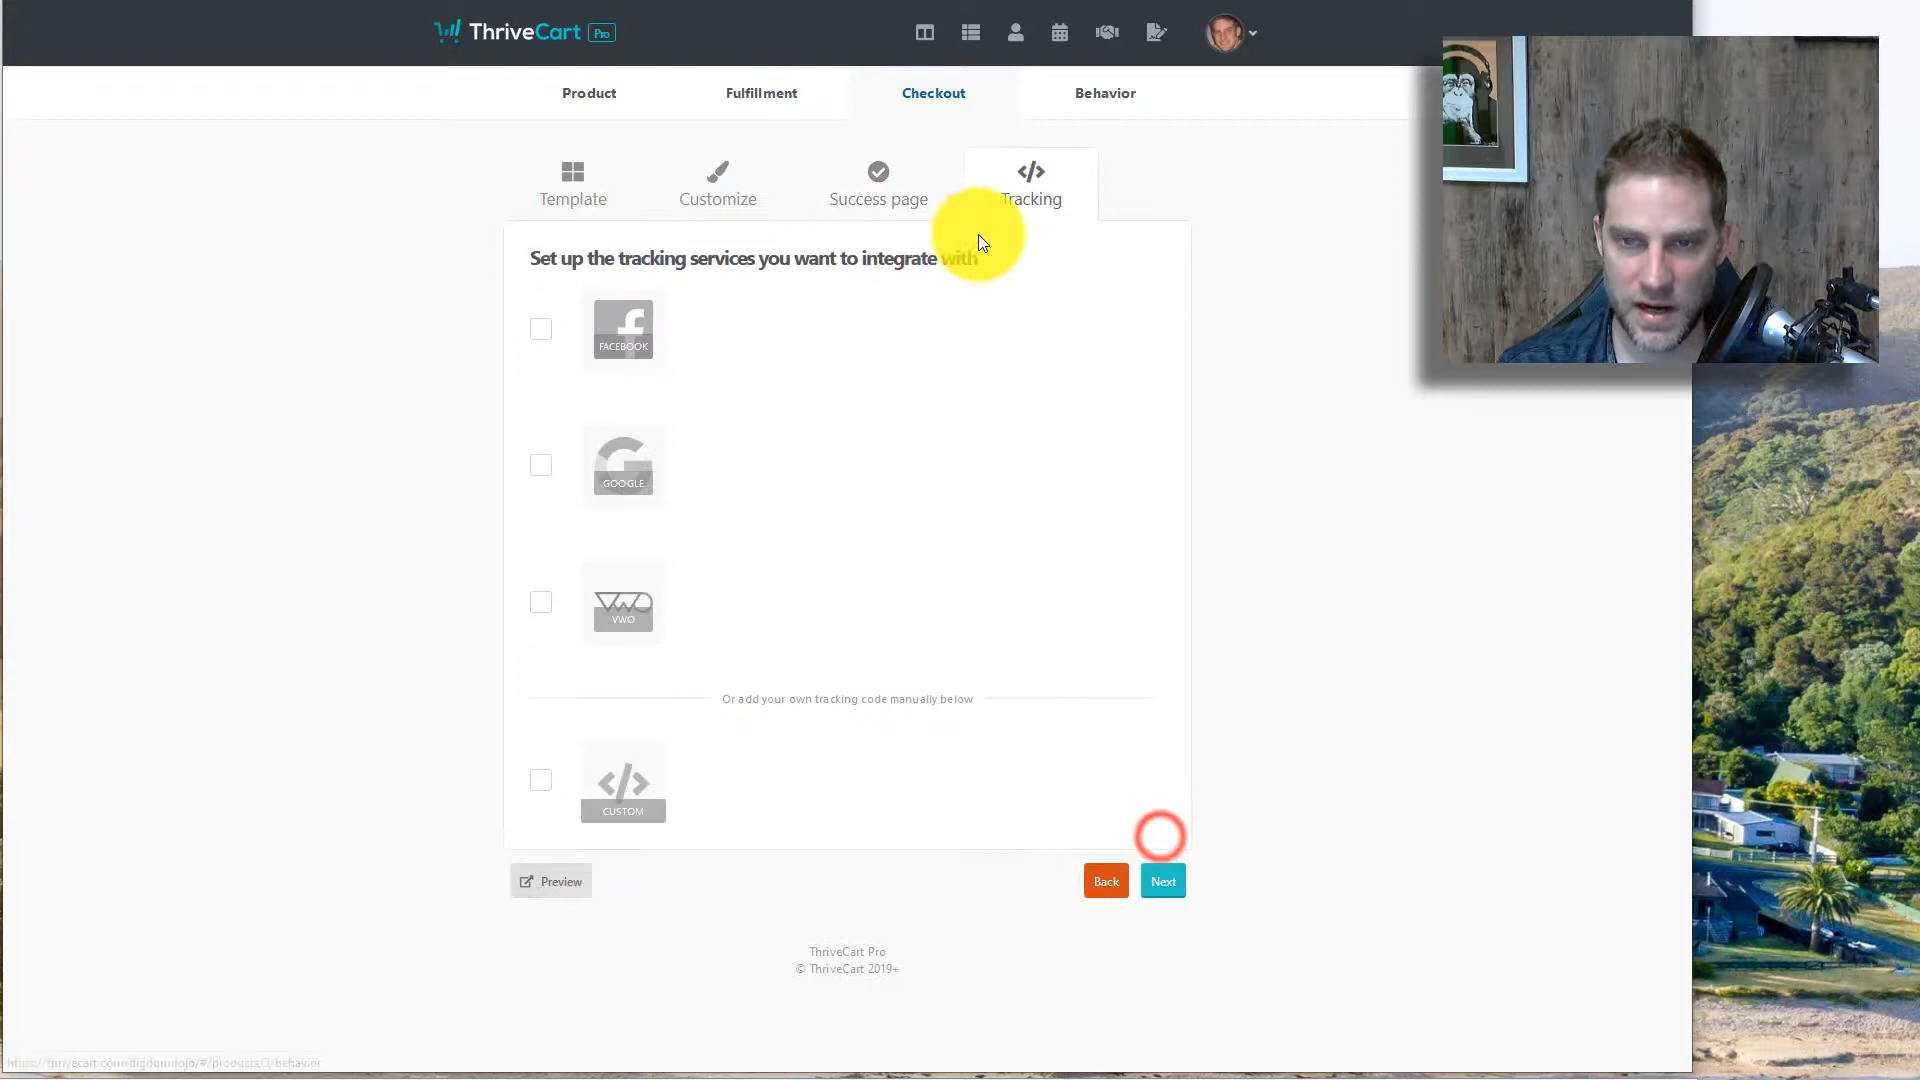 ThriveCart Pro
Product Fulfillment Checkout Behavior
Template Customize Success page Tracking
Set up the tracking services you want to integrate with
FACEBOOK
GOOGLE
VWO
VWO
Or add your own tracking code manually below
CUSTOM
Preview Back Next
ThriveCart Pro
© ThriveCart 2019+